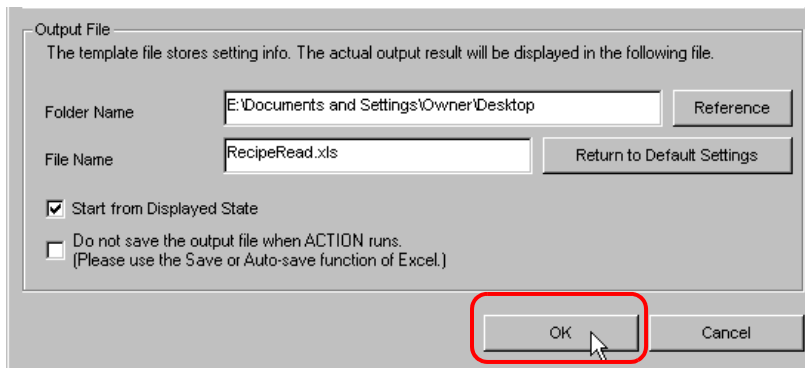 Output File
The template file stores setting info. The actual output result will be displayed in the following file.
Folder Name
E:\Documents and Settings\Owner\Desktop
Reference
File Name
RecipeRead.xls
Return to Default Settings
Start from Displayed State
Do not save the output file when ACTION runs.
(Please use the Save or Auto-save function of Excel.)
OK
Cancel